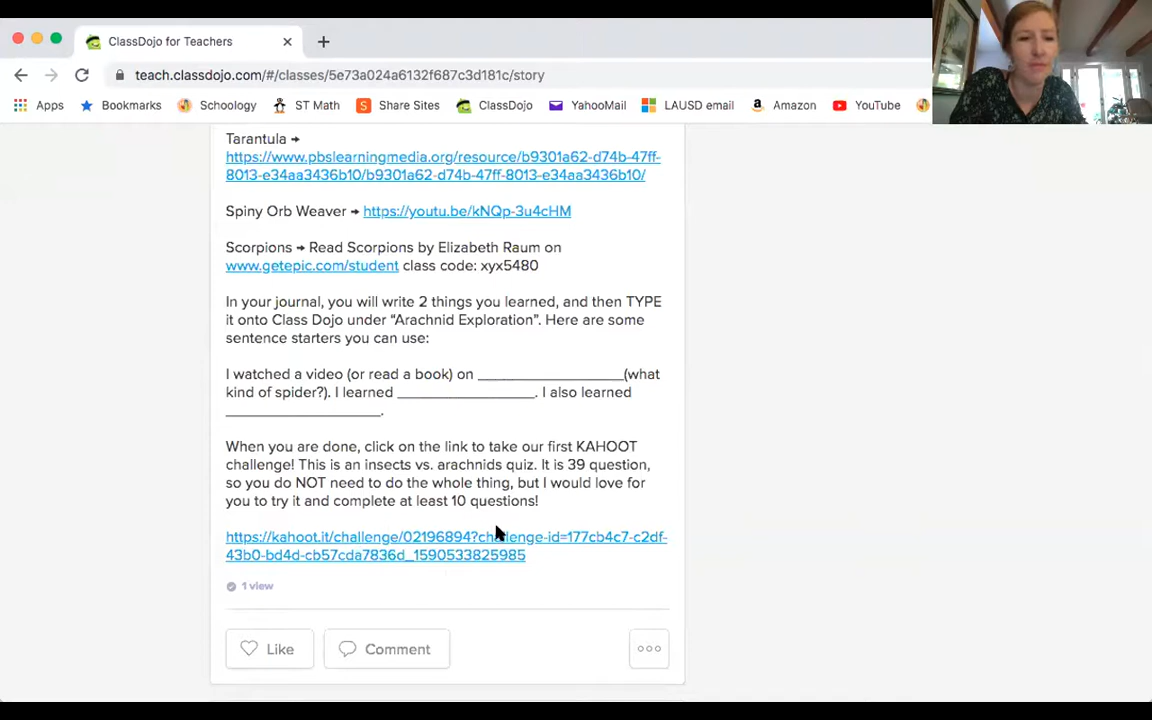 ClassDojo for Teachers
teach.classdojo.com/#/classes/5e73a024a6132f687c3d181c/story
Apps Bookmarks Schoology ST Math Share Sites ClassDojo YahooMail LAUSD email Amazon YouTube
Tarantula →
https://www.pbslearningmedia.org/resource/b9301a62-d74b-47ff-
8013-e34aa3436b10/b9301a62-d74b-47ff-8013-e34aa3436b10/
Spiny Orb Weaver → https://youtu.be/kNQp-3u4cHM
Scorpions → Read Scorpions by Elizabeth Raum on
www.getepic.com/student class code: xyx5480
In your journal, you will write 2 things you learned, and then TYPE
it onto Class Dojo under “Arachnid Exploration”. Here are some
sentence starters you can use:
I watched a video (or read a book) on __________________(what
kind of spider?). I learned _________________. I also learned
___________________.
When you are done, click on the link to take our first KAHOOT
challenge! This is an insects vs. arachnids quiz. It is 39 question,
so you do NOT need to do the whole thing, but I would love for
you to try it and complete at least 10 questions!
https://kahoot.it/challenge/02196894?challenge-id=177cb4c7-c2df-
43b0-bd4d-cb57cda7836d_1590533825985
1 view
Like Comment